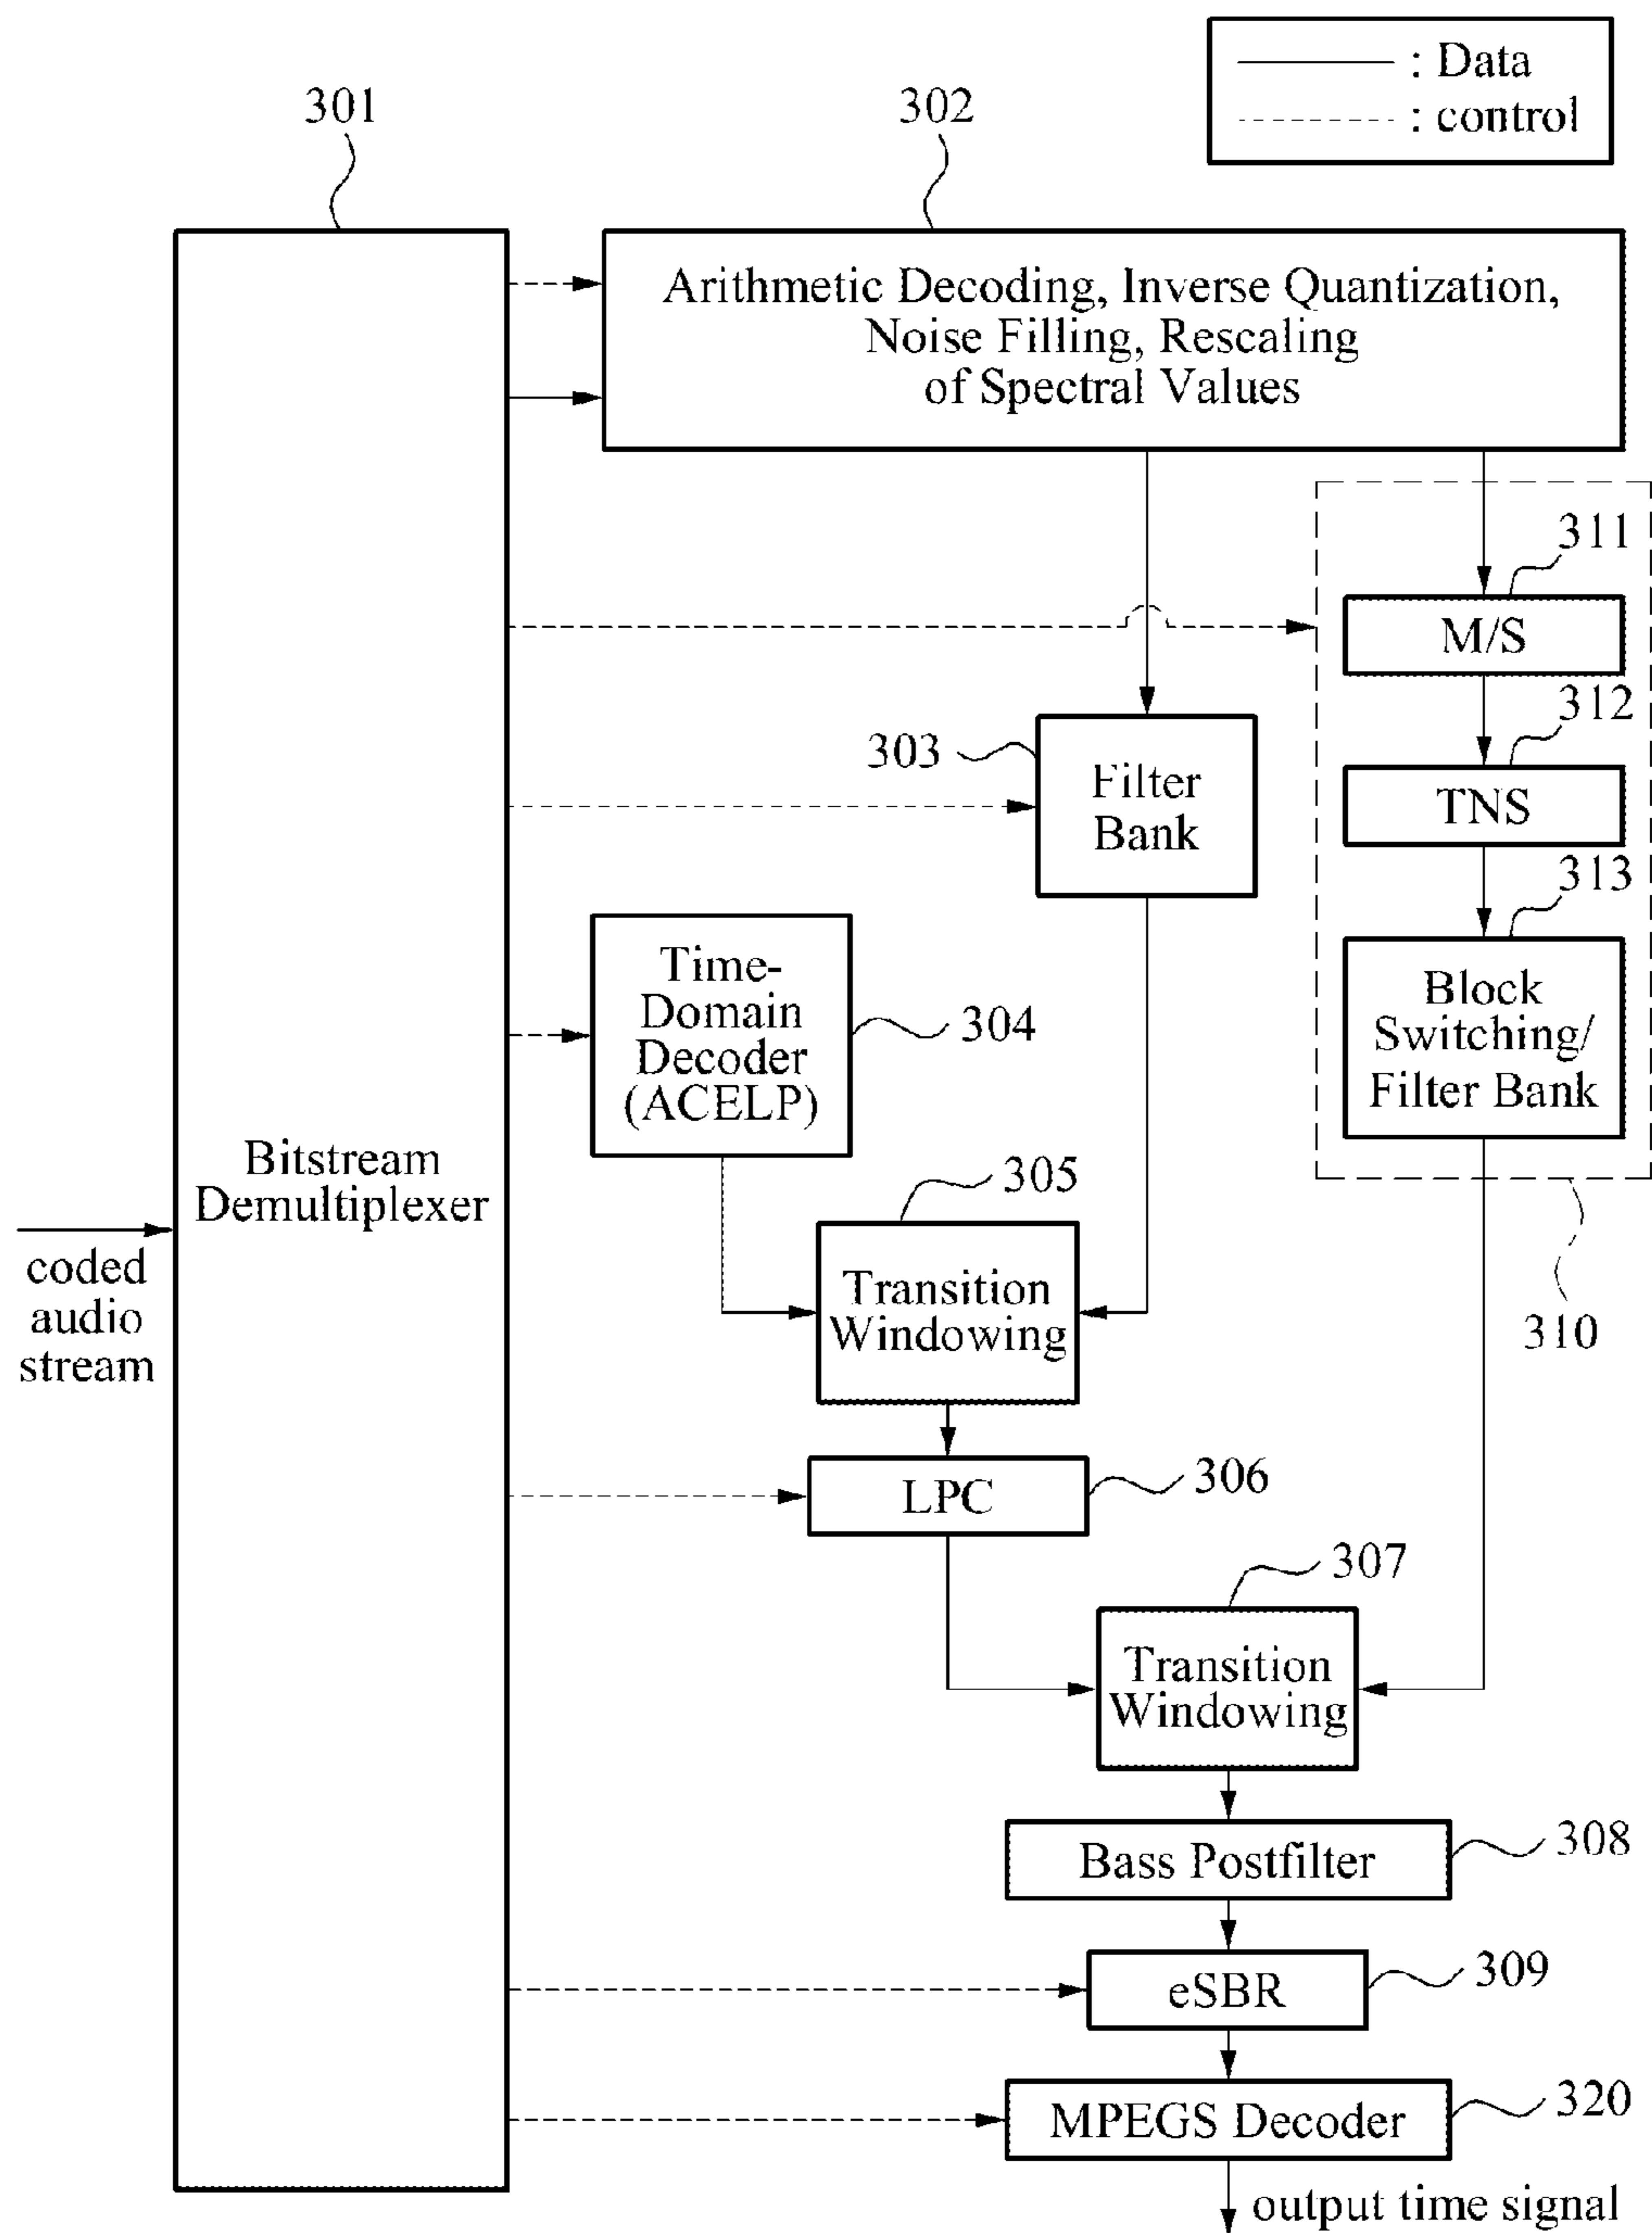 : Data
: control
301
302
Arithmetic Decoding, Inverse Quantization,
Noise Filling, Rescaling
of Spectral Values
311
M/S
312
303
Filter
Bank
TNS
313
Time-
Domain
Decoder
(ACELP)
304
Block
Switching/
Filter Bank
Bitstream
Demultiplexer
305
coded
audio
stream
Transition
Windowing
310
LPC
306
307
Transition
Windowing
Bass Postfilter
308
eSBR
309
MPEGS Decoder
320
output time signal